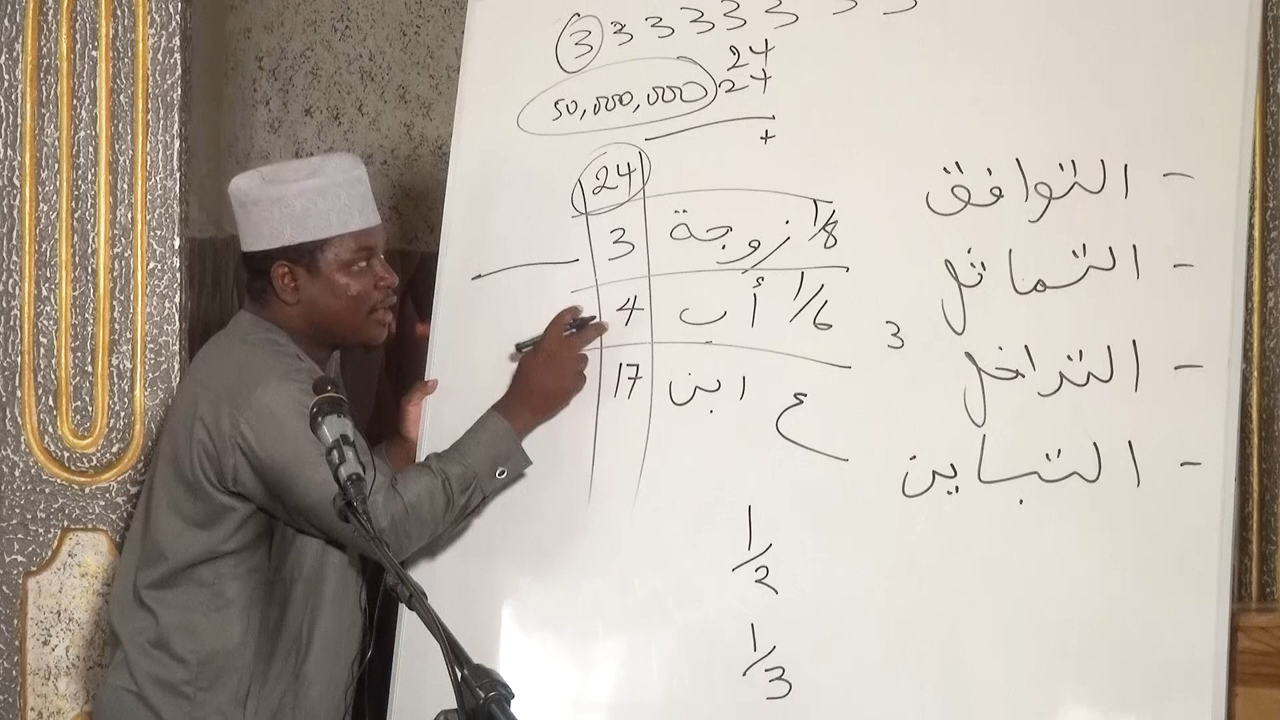 3 3 3 3 3 3 3 3
24
50,000,000 24
+
24
3 زوجة 1/8
4 أب 1/6
17 ابن ع
1/2
1/3
- التوافق
- التماثل
3
- التداخل
- التباين